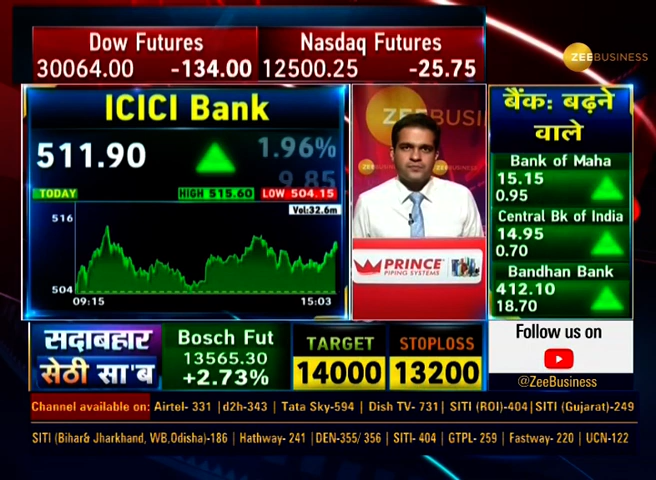 Dow Futures
30064.00 -134.00
Nasdaq Futures
12500.25 -25.75
ZEEBUSINESS
ICICI Bank
511.90 1.96%
9.85
TODAY HIGH 515.60 LOW 504.15
Vol:32.6m
516
504
09:15 15:03
ZEEBUSI
ZEEBUSINESS
PRINCE
PIPING SYSTEMS
बैंक: बढ़ने
वाले
Bank of Maha
15.15
0.95
Central Bk of India
14.95
0.70
Bandhan Bank
412.10
18.70
सदाबहार
सेठी सा'ब
Bosch Fut
13565.30
+2.73%
TARGET
14000
STOPLOSS
13200
Follow us on
@ZeeBusiness
Channel available on: Airtel- 331 |d2h-343 | Tata Sky-594 | Dish TV- 731| SITI (ROI)-404|SITI (Gujarat)-249
SITI (Bihar& Jharkhand, WB,Odisha)-186 | Hathway- 241 |DEN-355/ 356 | SITI- 404 | GTPL- 259 | Fastway- 220 | UCN-122